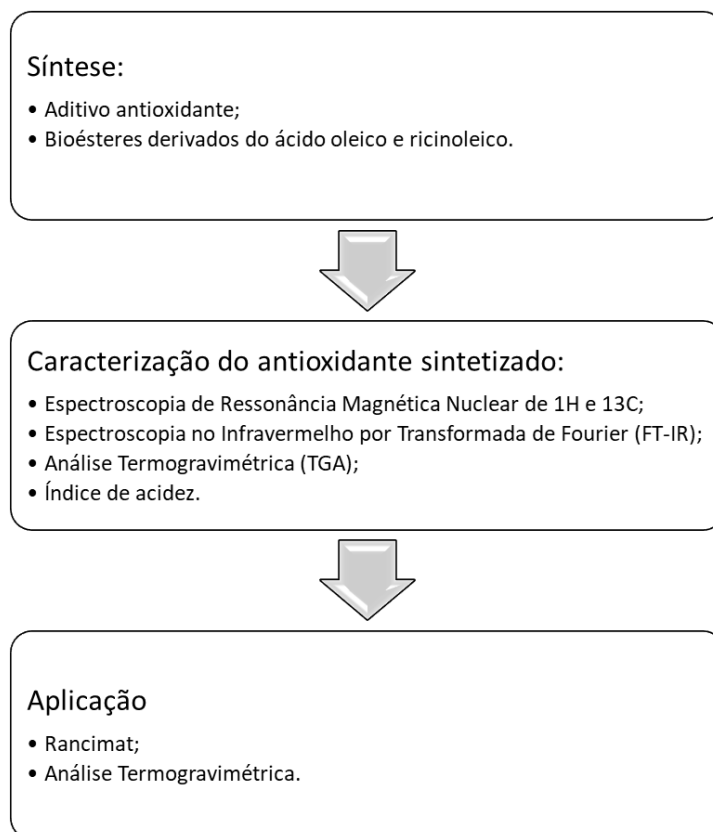 Síntese:
• Aditivo antioxidante;
• Bioésteres derivados do ácido oleico e ricinoleico.
Caracterização do antioxidante sintetizado:
• Espectroscopia de Ressonância Magnética Nuclear de 1H e 13C;
• Espectroscopia no Infravermelho por Transformada de Fourier (FT-IR);
• Análise Termogravimétrica (TGA);
• Índice de acidez.
Aplicação
• Rancimat;
• Análise Termogravimétrica.